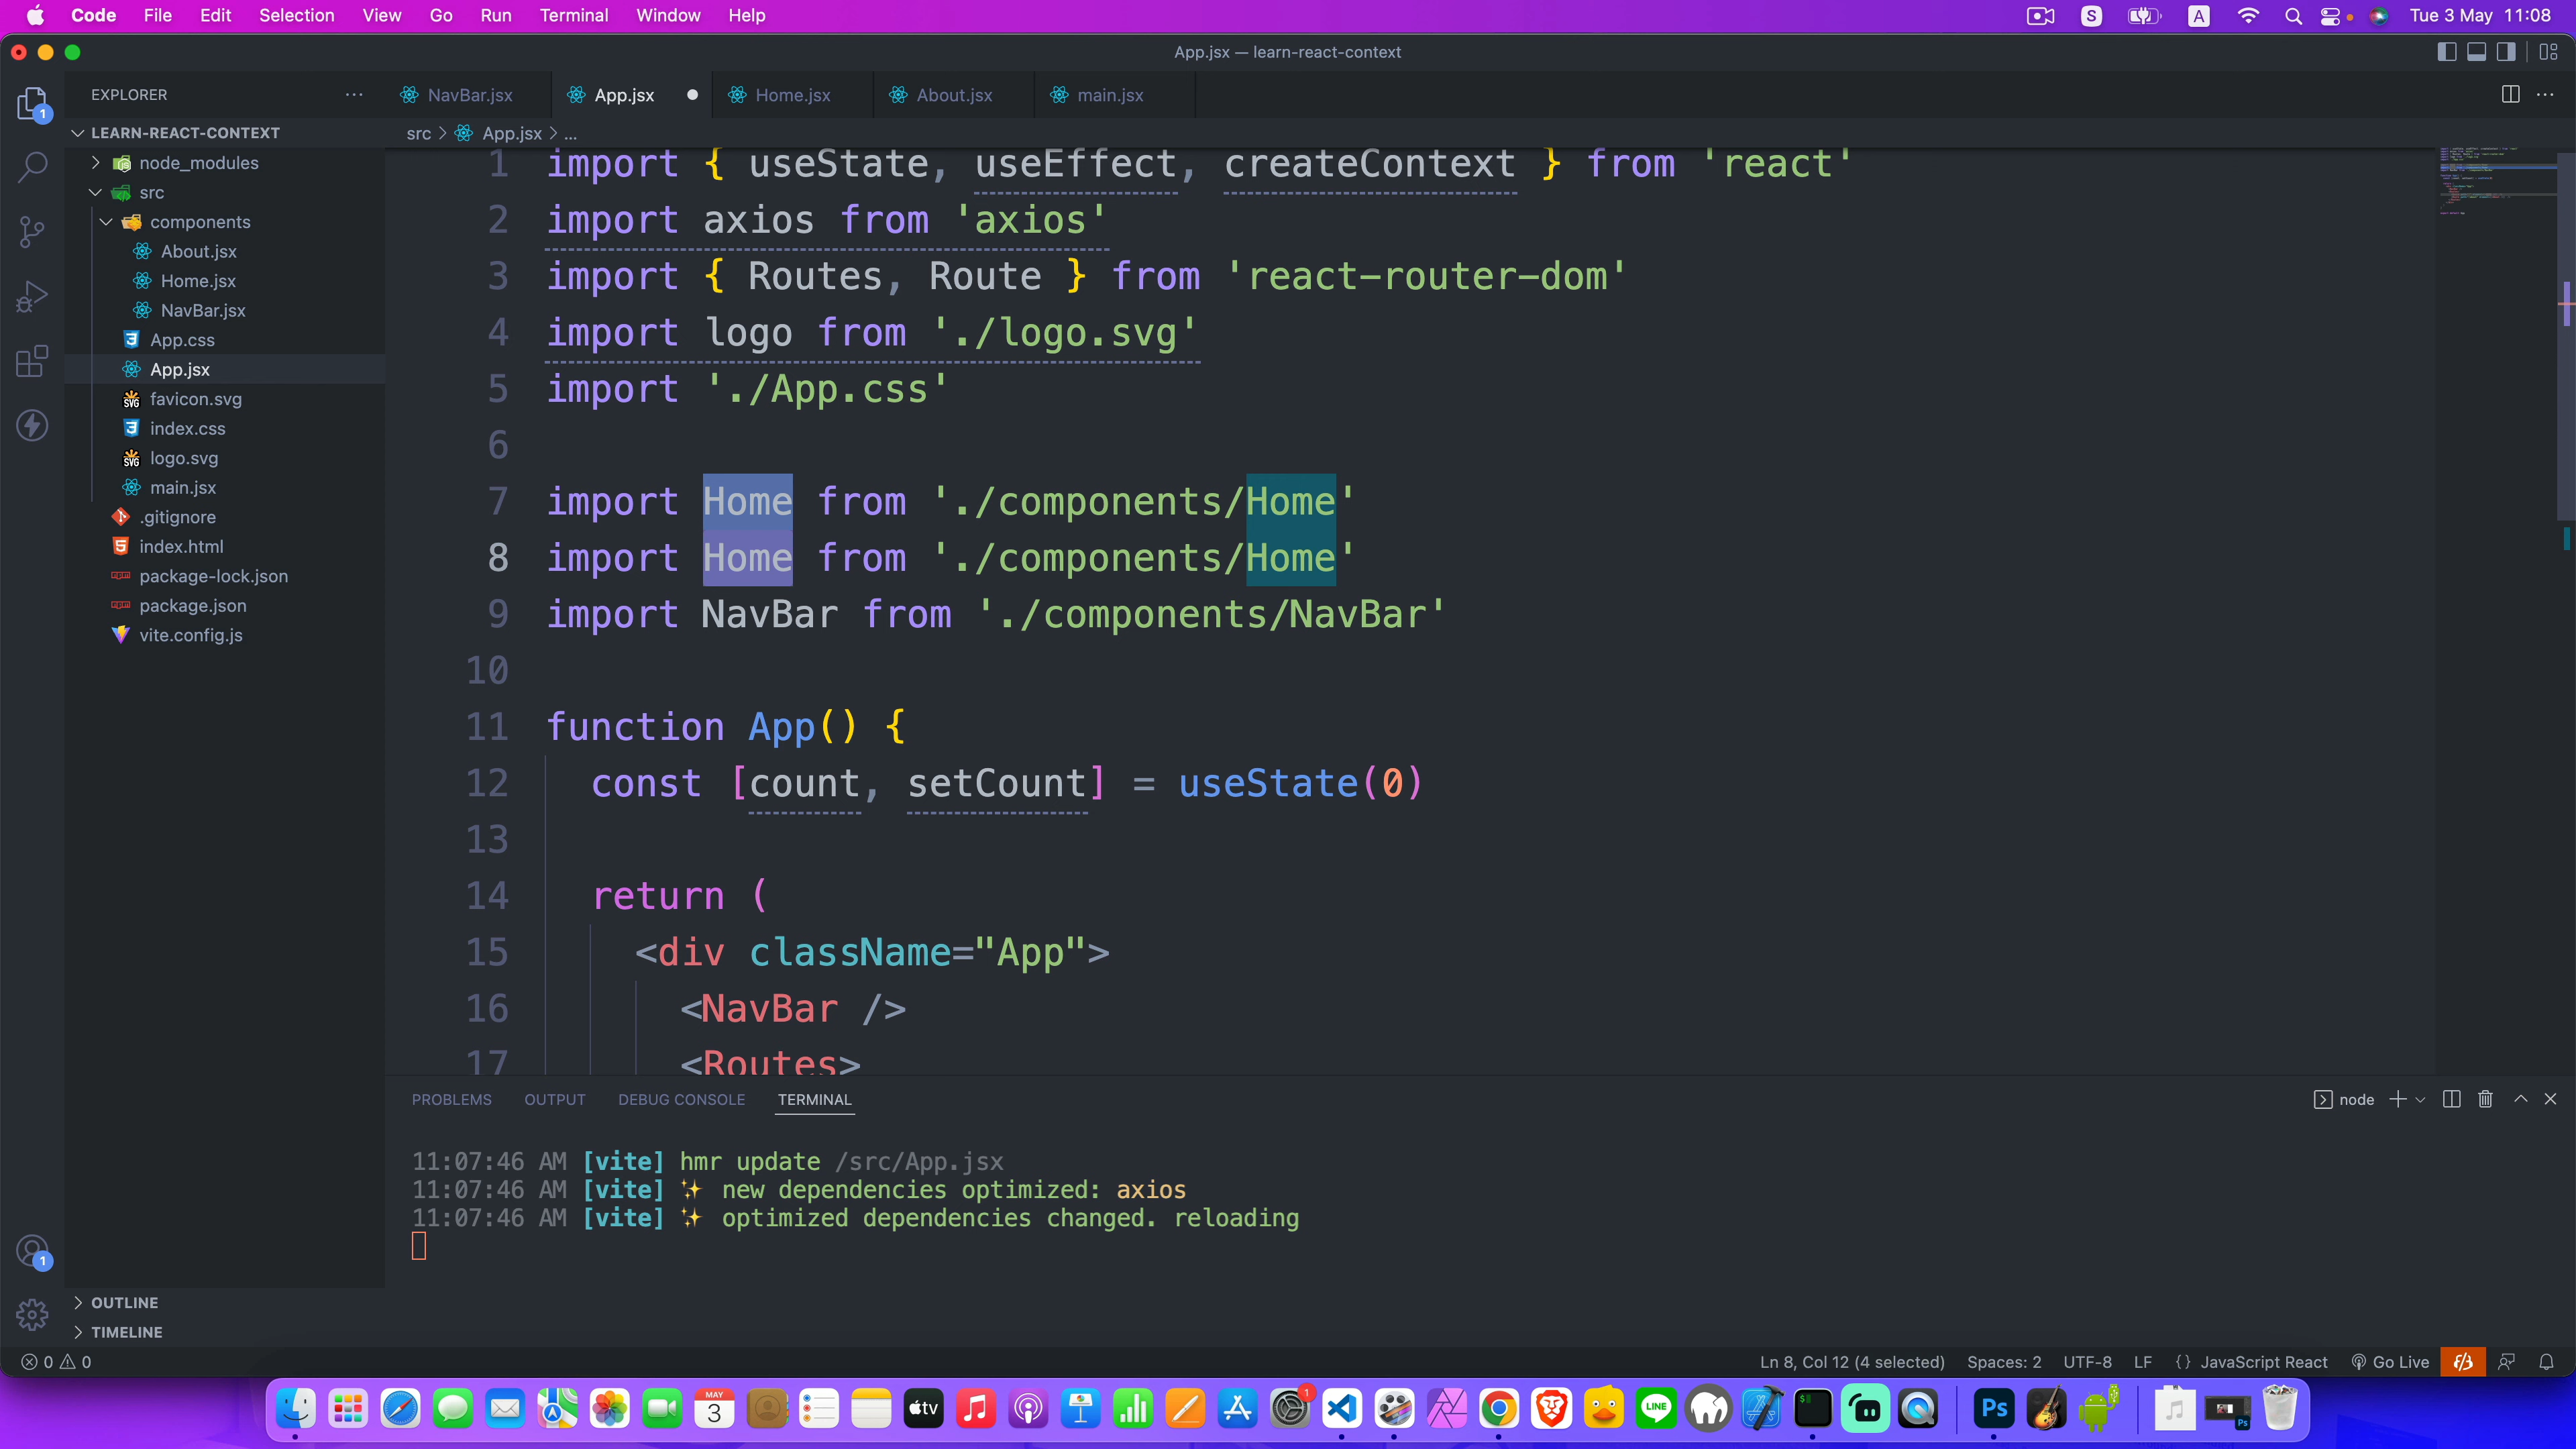 Code File Edit Selection View Go Run Terminal Window Help
S A Tue 3 May 11:08
App.jsx — learn-react-context
EXPLORER
NavBar.jsx App.jsx Home.jsx About.jsx main.jsx
1
LEARN-REACT-CONTEXT
src > App.jsx > ...
node_modules
src
components
About.jsx
Home.jsx
NavBar.jsx
App.css
App.jsx
favicon.svg
index.css
logo.svg
main.jsx
.gitignore
index.html
package-lock.json
package.json
vite.config.js
1 import { useState, useEffect, createContext } from 'react'
2 import axios from 'axios'
3 import { Routes, Route } from 'react-router-dom'
4 import logo from './logo.svg'
5 import './App.css'
6
7 import Home from './components/Home'
8 import Home from './components/Home'
9 import NavBar from './components/NavBar'
10
11 function App() {
12 const [count, setCount] = useState(0)
13
14 return (
15 <div className="App">
16 <NavBar />
17 <Routes>
PROBLEMS OUTPUT DEBUG CONSOLE TERMINAL
node
11:07:46 AM [vite] hmr update /src/App.jsx
11:07:46 AM [vite] ✨ new dependencies optimized: axios
11:07:46 AM [vite] ✨ optimized dependencies changed. reloading
1
OUTLINE
TIMELINE
0 0
Ln 8, Col 12 (4 selected) Spaces: 2 UTF-8 LF {} JavaScript React Go Live
MAY
3
tv
1
LINE
Ps